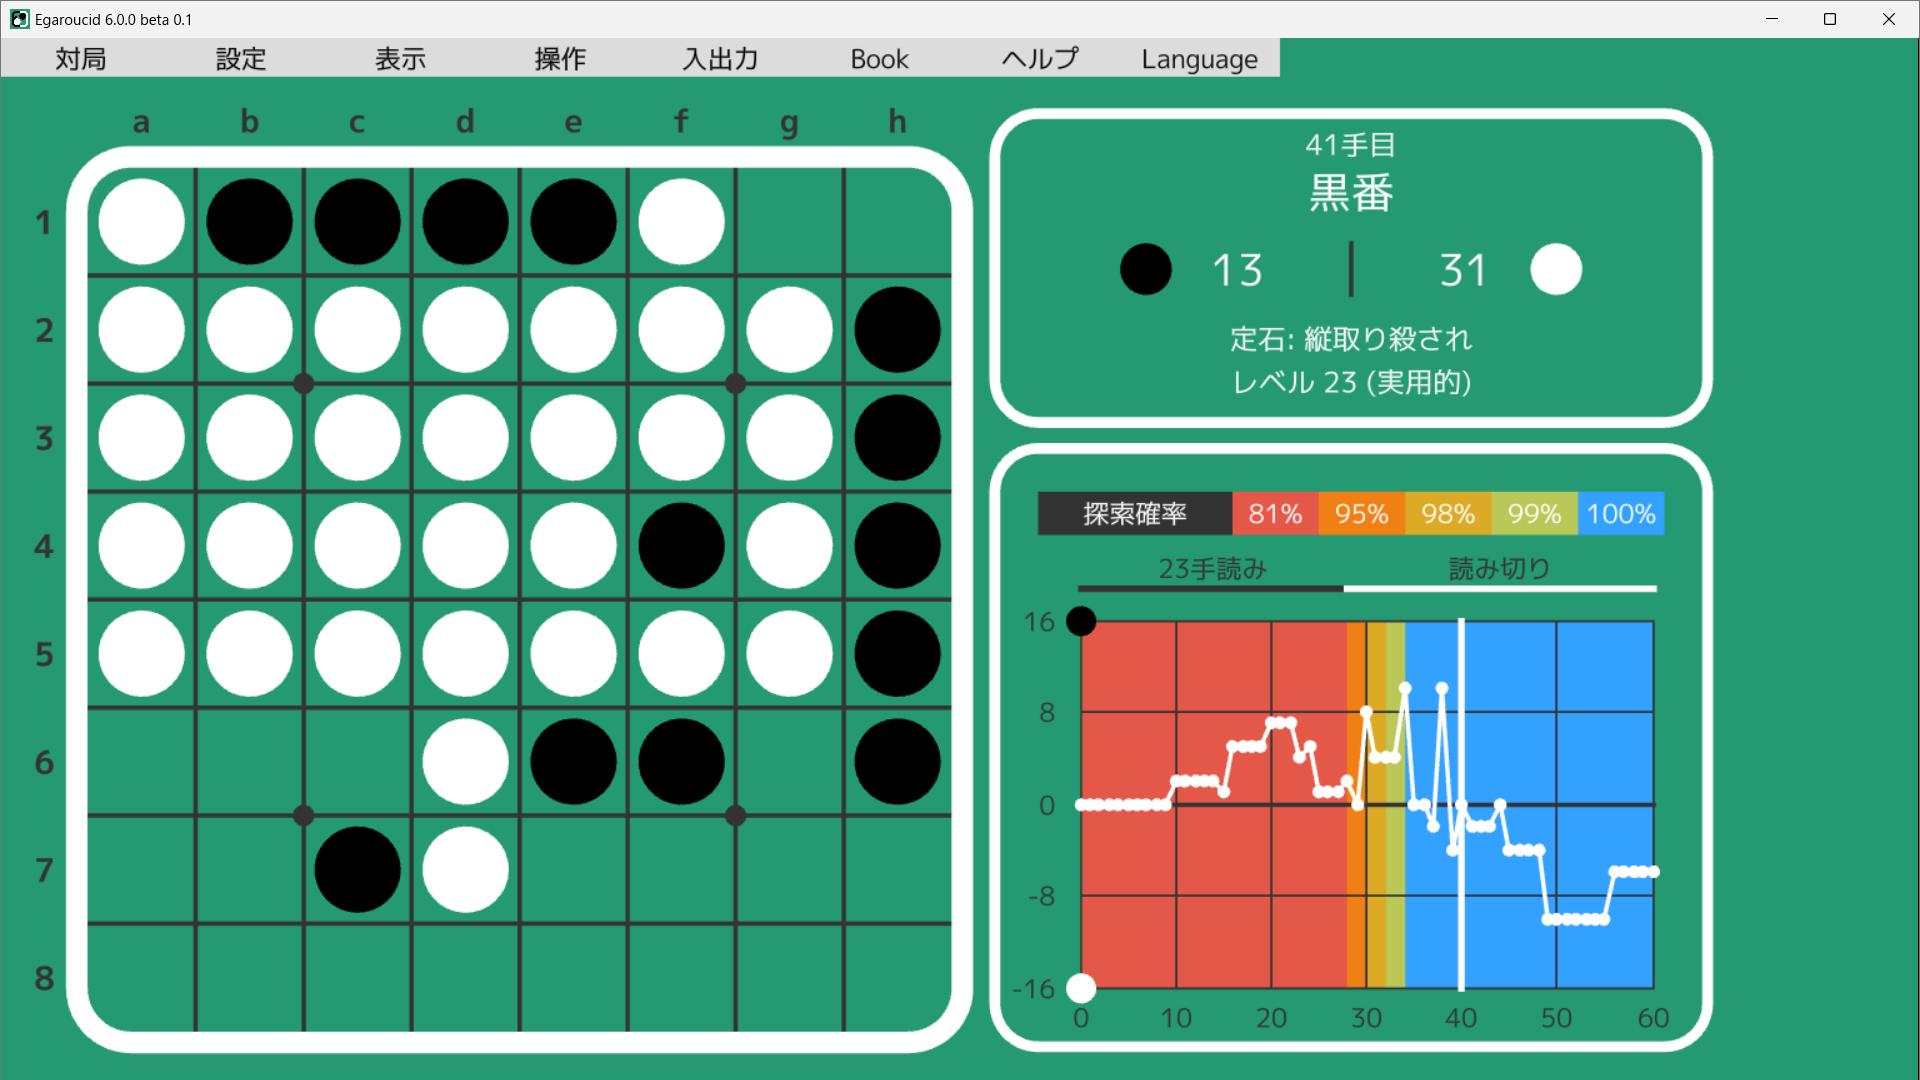 Egaroucid 6.0.0 beta 0.1
対局 設定 表示 操作 入出力 Book ヘルプ Language
a b c d e f g h
1
2
3
4
5
6
7
8
41手目
黒番
13 31
定石: 縦取り殺され
レベル 23 (実用的)
探索確率 81% 95% 98% 99% 100%
23手読み 読み切り
16
8
0
-8
-16
0 10 20 30 40 50 60